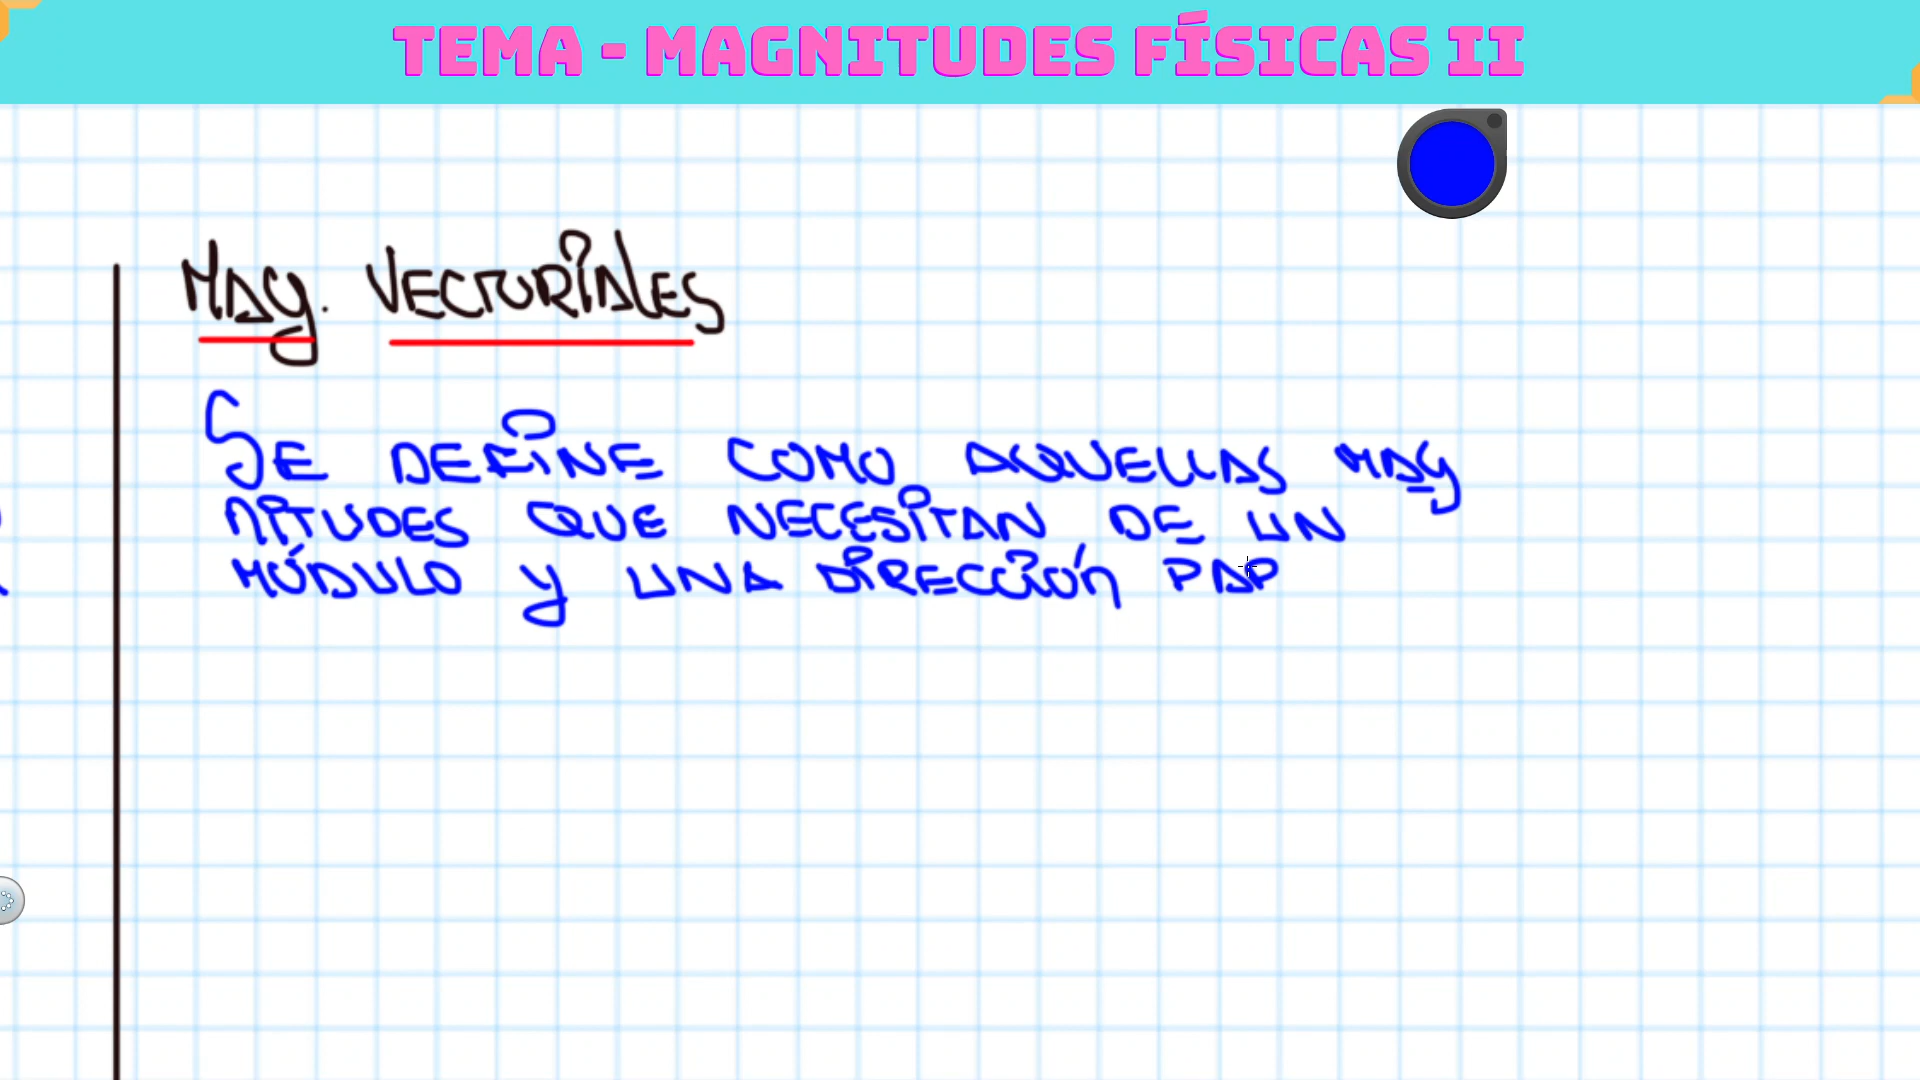 TEMA - MAGNITUDES FÍSICAS II
MAG. VECTORIALES
SE DEFINE COMO AQUELLAS MAG
NITUDES QUE NECESITAN DE UN
MÓDULO Y UNA DIRECCIÓN PAR